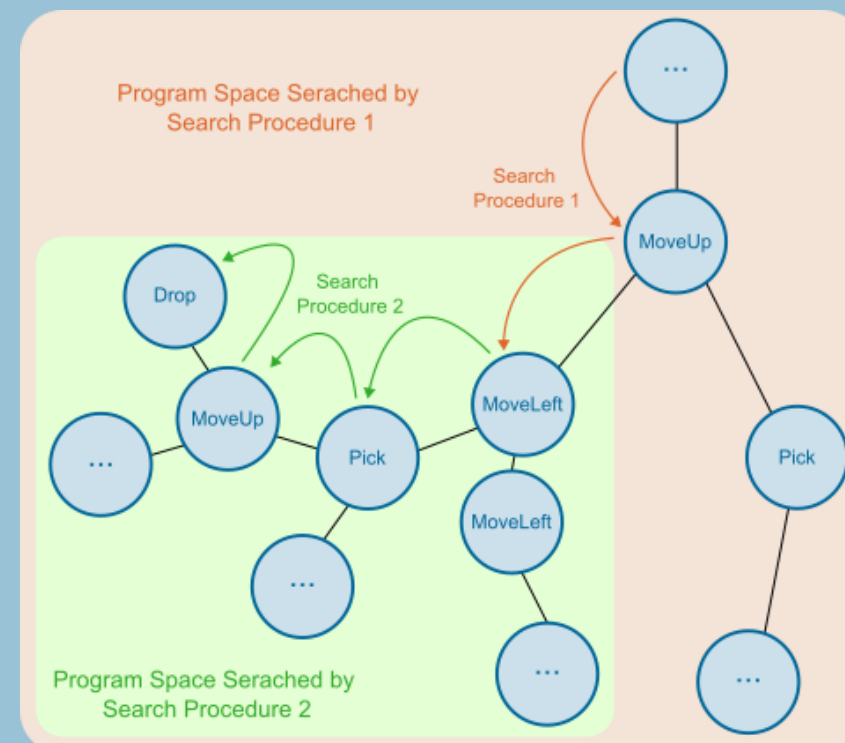 ...
Program Space Serached by
Search Procedure 1
Search
Procedure 1
MoveUp
Drop
Search
Procedure 2
MoveLeft
MoveUp
Pick
Pick
...
MoveLeft
...
...
...
Program Space Serached by
Search Procedure 2